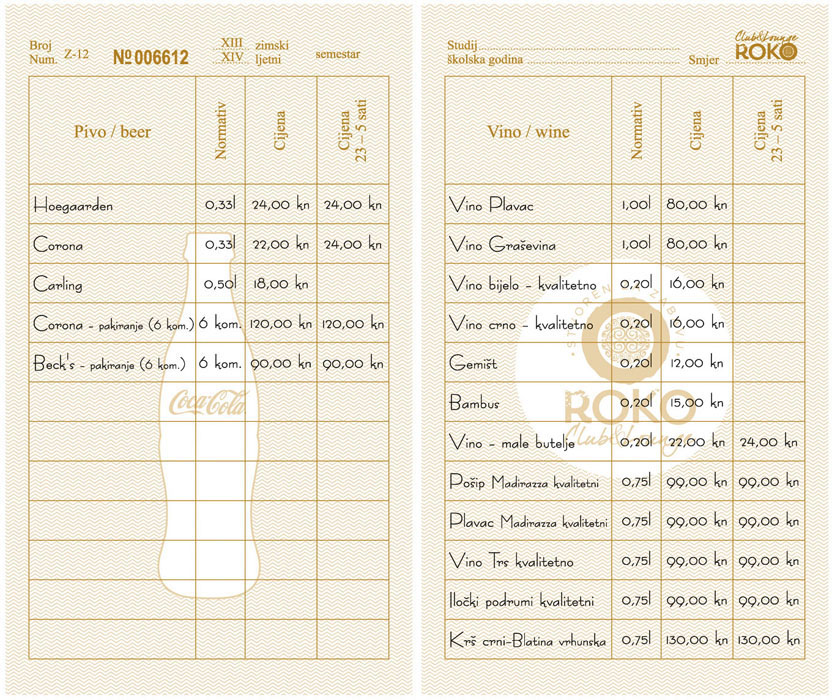 Broj Num. Z-12 № 006612 XIII XIV zimski ljetni semestar
Pivo / beer Normativ Cijena Cijena 23 – 5 sati
Hoegaarden 0,33l 24,00 kn 24,00 kn
Corona 0,33l 22,00 kn 24,00 kn
Carling 0,50l 18,00 kn
Corona - pakiranje (6 kom.) 6 kom. 120,00 kn 120,00 kn
Beck's - pakiranje (6 kom.) 6 kom. 90,00 kn 90,00 kn
Coca-Cola
Studij
školska godina Smjer
Club&Lounge
ROKO
Vino / wine Normativ Cijena Cijena 23 – 5 sati
Vino Plavac 1,00l 80,00 kn
Vino Graševina 1,00l 80,00 kn
Vino bijelo - kvalitetno 0,20l 16,00 kn
Vino crno - kvalitetno 0,20l 16,00 kn
Gemišt 0,20l 12,00 kn
Bambus 0,20l 15,00 kn
Vino - male butelje 0,20l 22,00 kn 24,00 kn
Pošip Madirazza kvalitetni 0,75l 99,00 kn 99,00 kn
Plavac Madirazza kvalitetni 0,75l 99,00 kn 99,00 kn
Vino Trs kvalitetno 0,75l 99,00 kn 99,00 kn
Iločki podrumi kvalitetni 0,75l 99,00 kn 99,00 kn
Krš crni-Blatina vrhunska 0,75l 130,00 kn 130,00 kn
ROKO
Club&Lounge